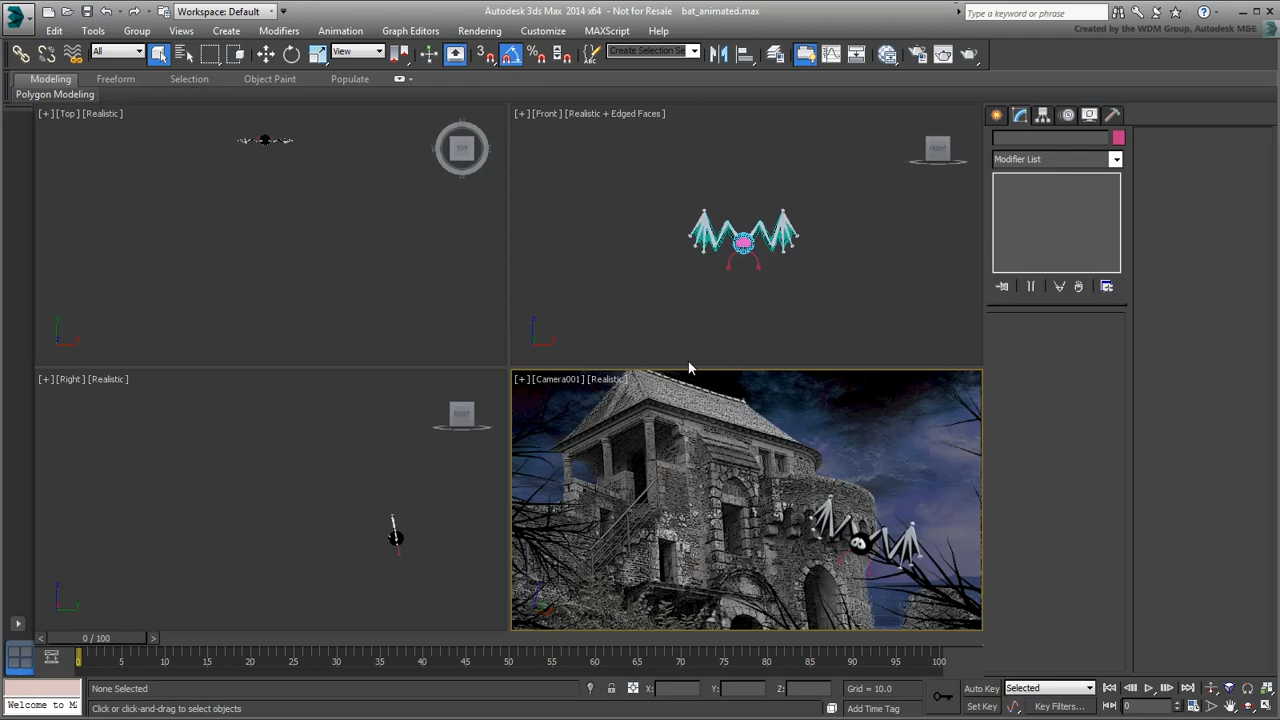 Workspace: Default
Autodesk 3ds Max 2014 x64 - Not for Resale bat_animated.max
Type a keyword or phrase
Edit Tools Group Views Create Modifiers Animation Graph Editors Rendering Customize MAXScript Help
Created by the WDM Group, Autodesk M&E
All
View
Create Selection Se
Modeling Freeform Selection Object Paint Populate
Polygon Modeling
[+] [Top] [Realistic]
[+] [Front] [Realistic + Edged Faces]
TOP
FRONT
Modifier List
[+] [Right] [Realistic]
[+] [Camera001] [Realistic]
RIGHT
0 / 100
0 5 10 15 20 25 30 35 40 45 50 55 60 65 70 75 80 85 90 95 100
None Selected
X: Y: Z: Grid = 10.0
Auto Key Selected
Welcome to M
Click or click-and-drag to select objects
Add Time Tag
Set Key Key Filters... 0